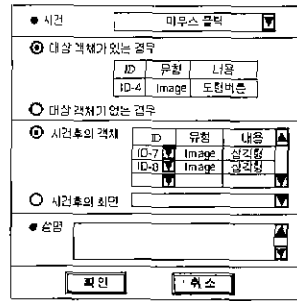 ● 사건 마우스 클릭
대상 객체가 있는 경우
ID 유형 내용
ID-4 Image 도형버튼
대상 객체가 없는 경우
사건후의 객체
ID 유형 내용
ID-7 Image 삼각형
ID-8 Image 삼각형
사건후의 화면
● 설명
확인 취소